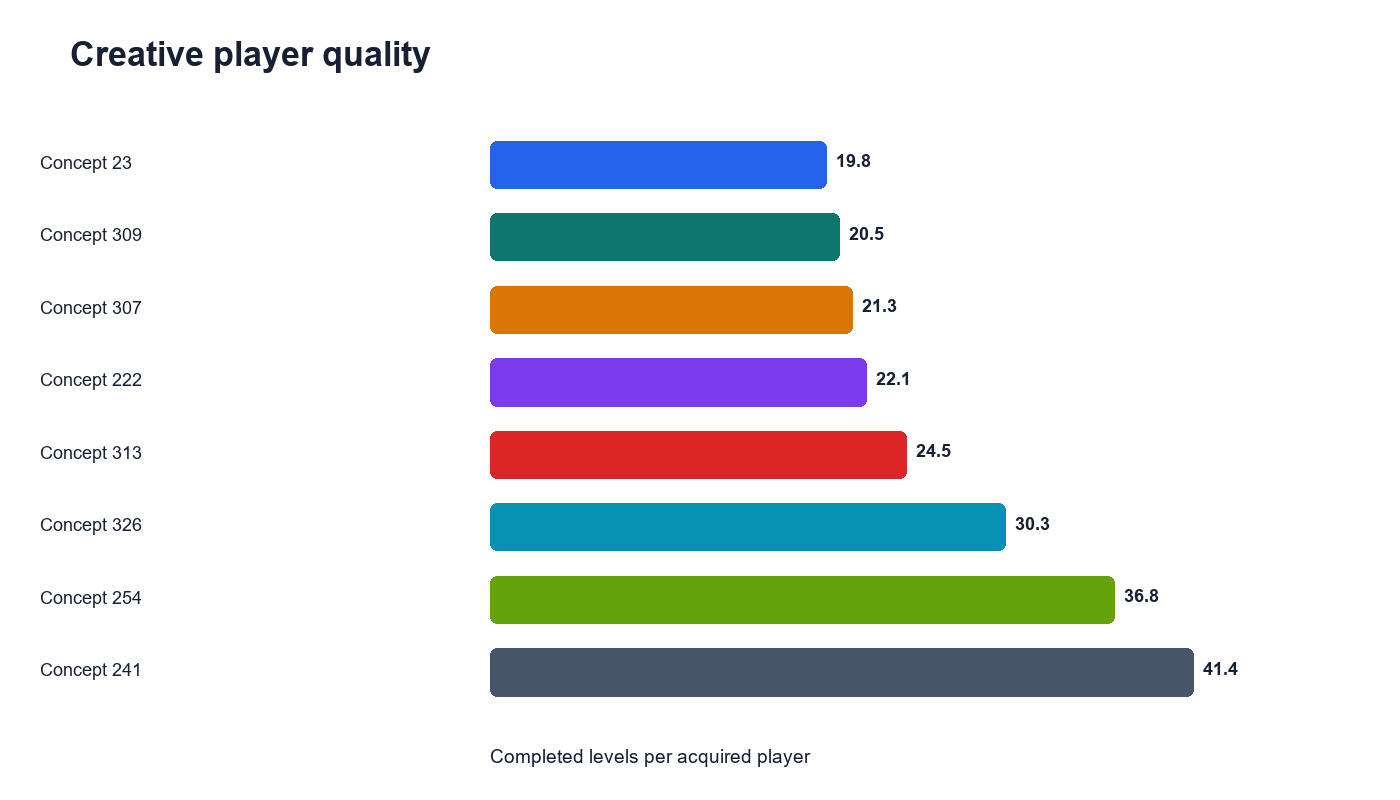 Creative player quality
Concept 23 19.8
Concept 309 20.5
Concept 307 21.3
Concept 222 22.1
Concept 313 24.5
Concept 326 30.3
Concept 254 36.8
Concept 241 41.4
Completed levels per acquired player